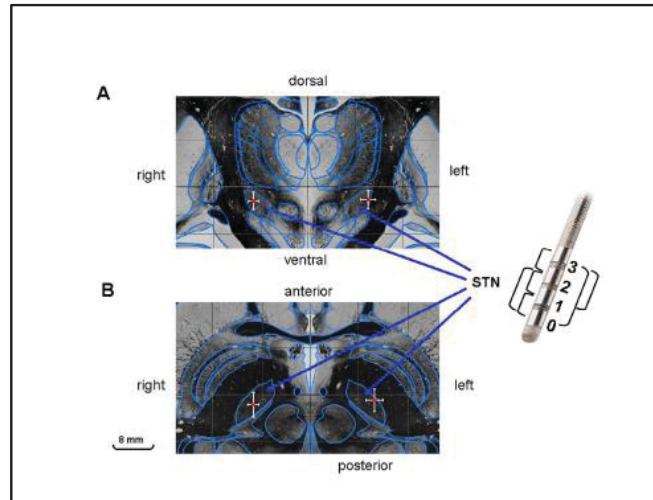 A
dorsal
right
left
ventral
STN
3
2
1
0
B
anterior
right
left
8 mm
posterior